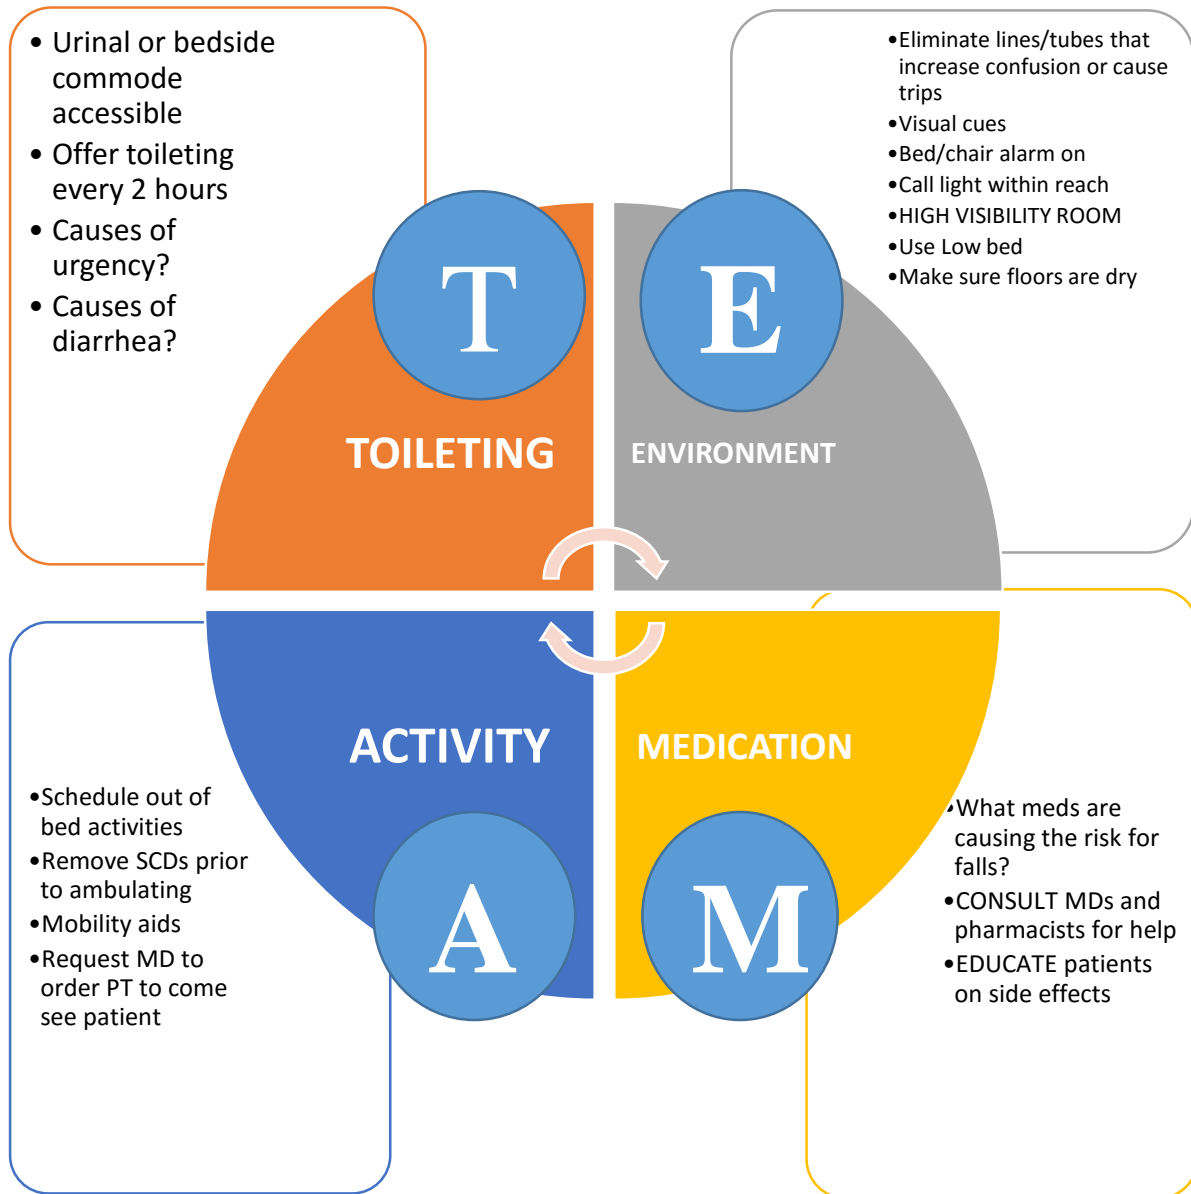 • Urinal or bedside
commode
accessible
• Offer toileting
every 2 hours
• Causes of
urgency?
• Causes of
diarrhea?
T
TOILETING
•Eliminate lines/tubes that
increase confusion or cause
trips
•Visual cues
•Bed/chair alarm on
•Call light within reach
•HIGH VISIBILITY ROOM
•Use Low bed
•Make sure floors are dry
E
ENVIRONMENT
ACTIVITY
A
•Schedule out of
bed activities
•Remove SCDs prior
to ambulating
•Mobility aids
•Request MD to
order PT to come
see patient
MEDICATION
M
•What meds are
causing the risk for
falls?
•CONSULT MDs and
pharmacists for help
•EDUCATE patients
on side effects